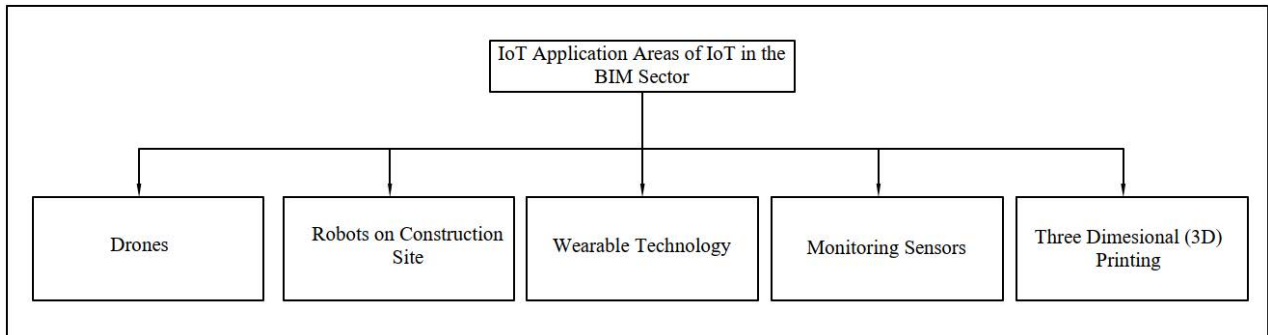 IoT Application Areas of IoT in the
BIM Sector
Drones
Robots on Construction
Site
Wearable Technology
Monitoring Sensors
Three Dimesional (3D)
Printing